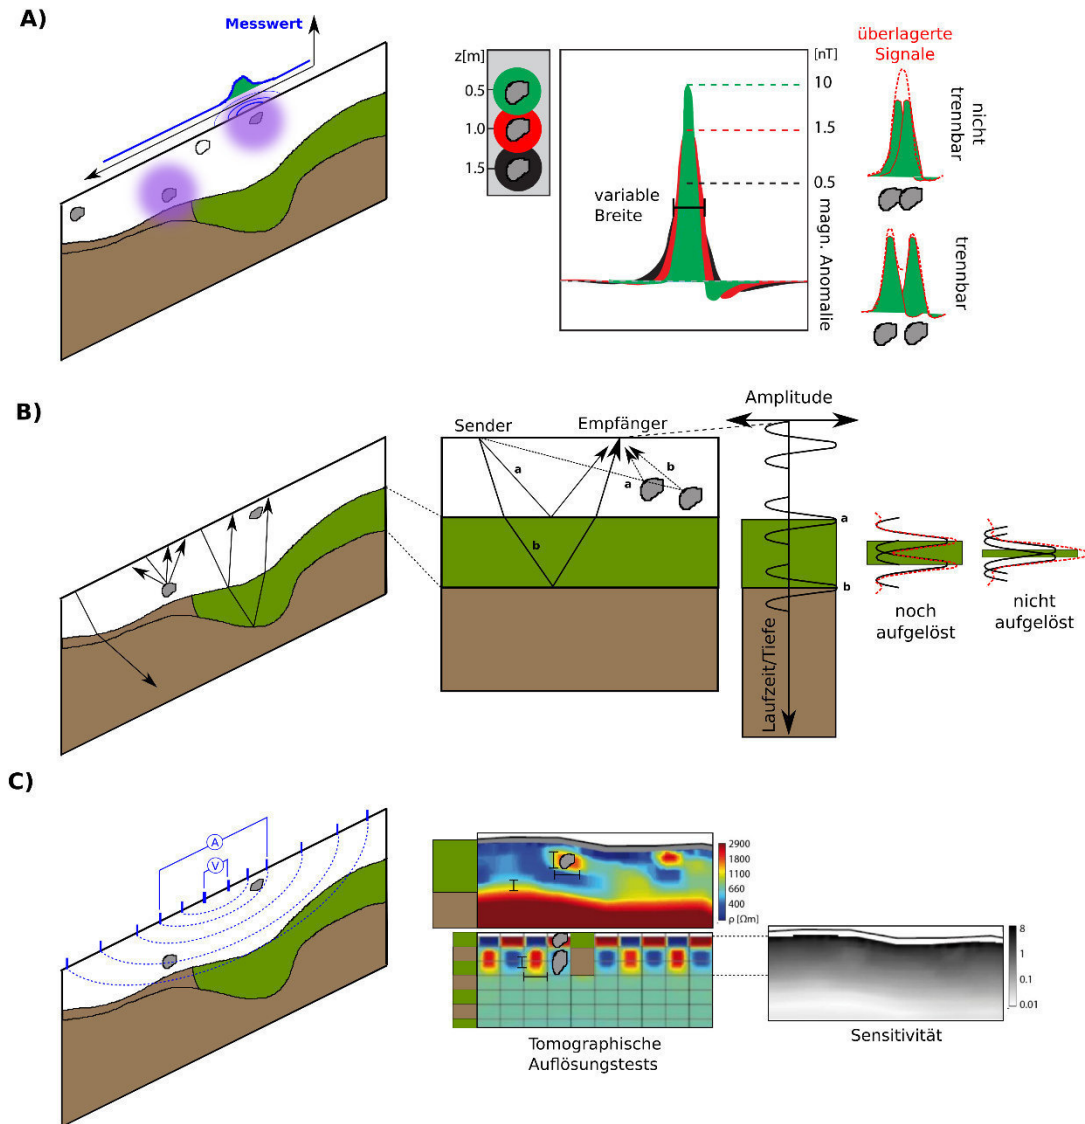 A)
Messwert
z[m]
0.5
1.0
1.5
[nT]
10
1.5
0.5
variable
Breite
magn. Anomalie
überlagerte
Signale
nicht
trennbar
trennbar
B)
Sender
Empfänger
a
b
a
b
Amplitude
a
b
Laufzeit/Tiefe
noch
aufgelöst
nicht
aufgelöst
C)
A
V
2900
1800
1100
660
400
ρ [Ωm]
Tomographische
Auflösungstests
8
1
0.1
0.01
Sensitivität